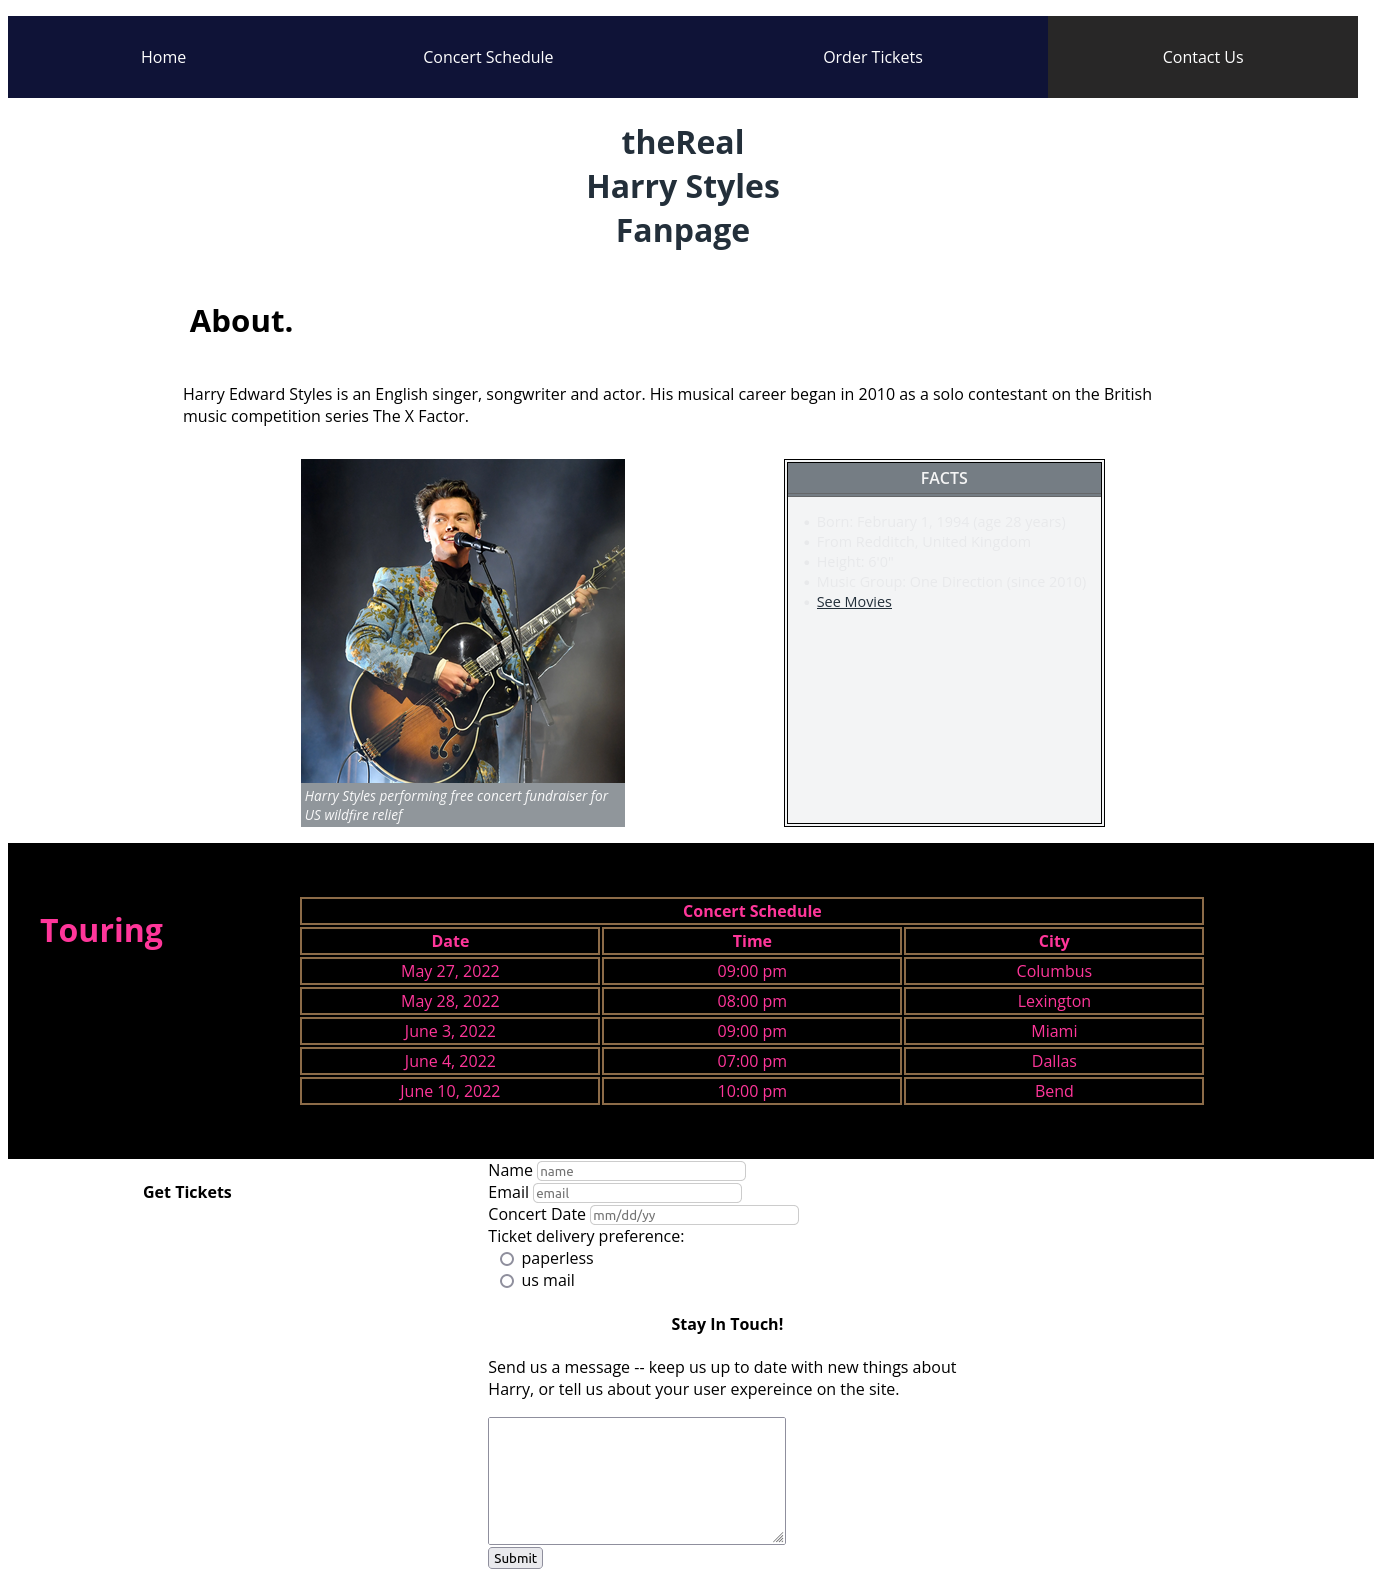 Home Concert Schedule Order Tickets Contact Us
theReal
Harry Styles
Fanpage
About.
Harry Edward Styles is an English singer, songwriter and actor. His musical career began in 2010 as a solo contestant on the British
music competition series The X Factor.
Harry Styles performing free concert fundraiser for
US wildfire relief
FACTS
Born: February 1, 1994 (age 28 years)
From Redditch, United Kingdom
Height: 6'0"
Music Group: One Direction (since 2010)
See Movies
Touring
Concert Schedule
Date Time City
May 27, 2022 09:00 pm Columbus
May 28, 2022 08:00 pm Lexington
June 3, 2022 09:00 pm Miami
June 4, 2022 07:00 pm Dallas
June 10, 2022 10:00 pm Bend
Get Tickets
Name name
Email email
Concert Date mm/dd/yy
Ticket delivery preference:
paperless
us mail
Stay In Touch!
Send us a message -- keep us up to date with new things about
Harry, or tell us about your user expereince on the site.
Submit